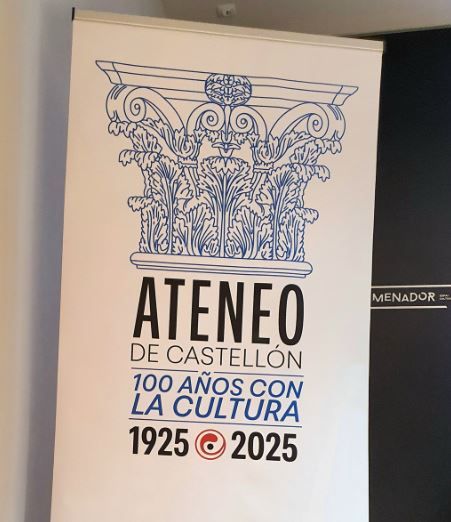 ATENEO
DE CASTELLÓN
100 AÑOS CON
LA CULTURA
1925 2025
MENADOR